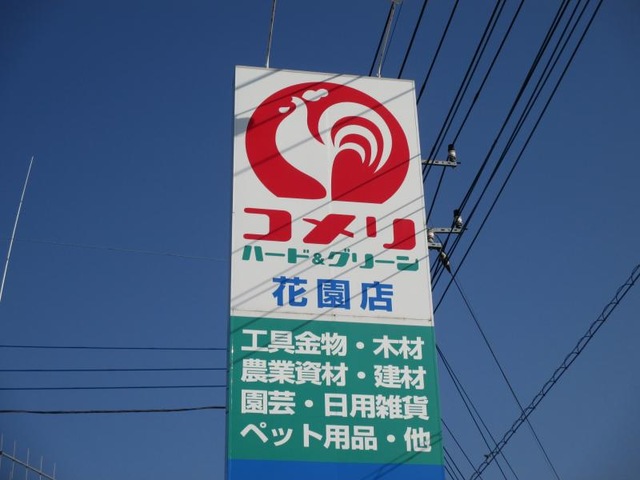 コメリ
ハード&グリーン
花園店
工具金物・木材
農業資材・建材
園芸・日用雑貨
ペット用品・他